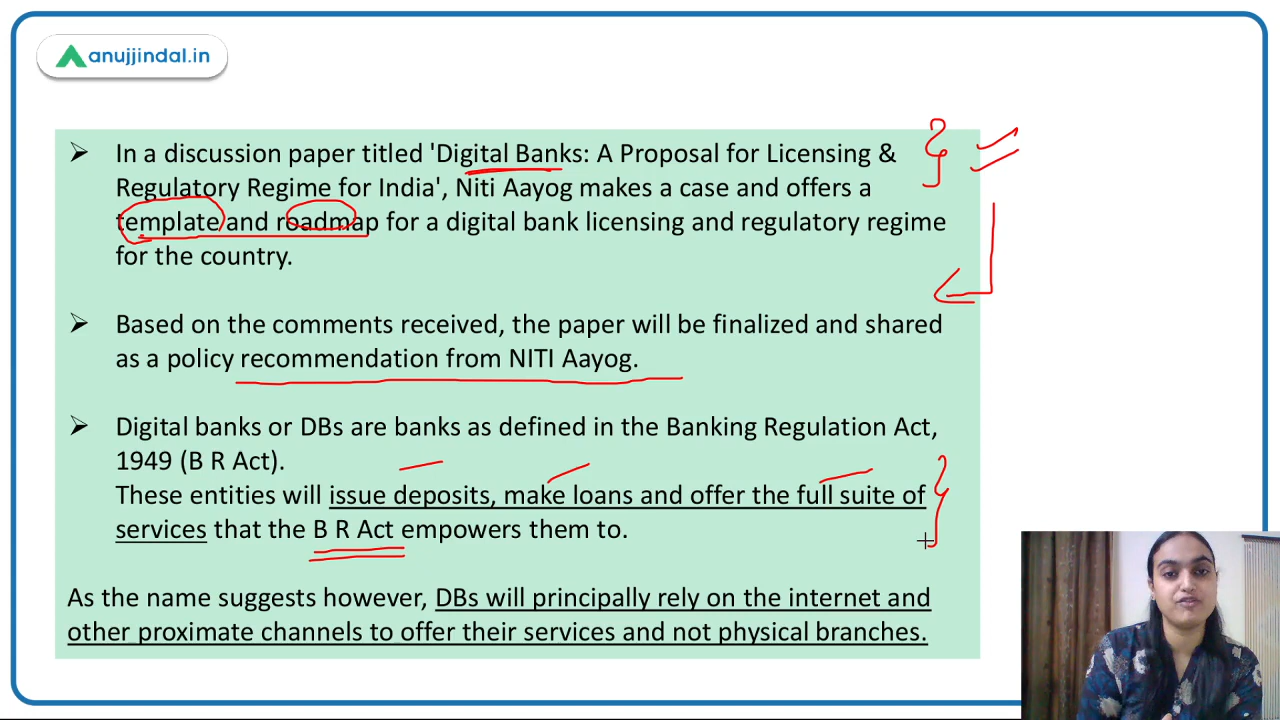 anujjindal.in
➢ In a discussion paper titled 'Digital Banks: A Proposal for Licensing &
Regulatory Regime for India', Niti Aayog makes a case and offers a
template and roadmap for a digital bank licensing and regulatory regime
for the country.
➢ Based on the comments received, the paper will be finalized and shared
as a policy recommendation from NITI Aayog.
➢ Digital banks or DBs are banks as defined in the Banking Regulation Act,
1949 (B R Act).
These entities will issue deposits, make loans and offer the full suite of
services that the B R Act empowers them to.
As the name suggests however, DBs will principally rely on the internet and
other proximate channels to offer their services and not physical branches.